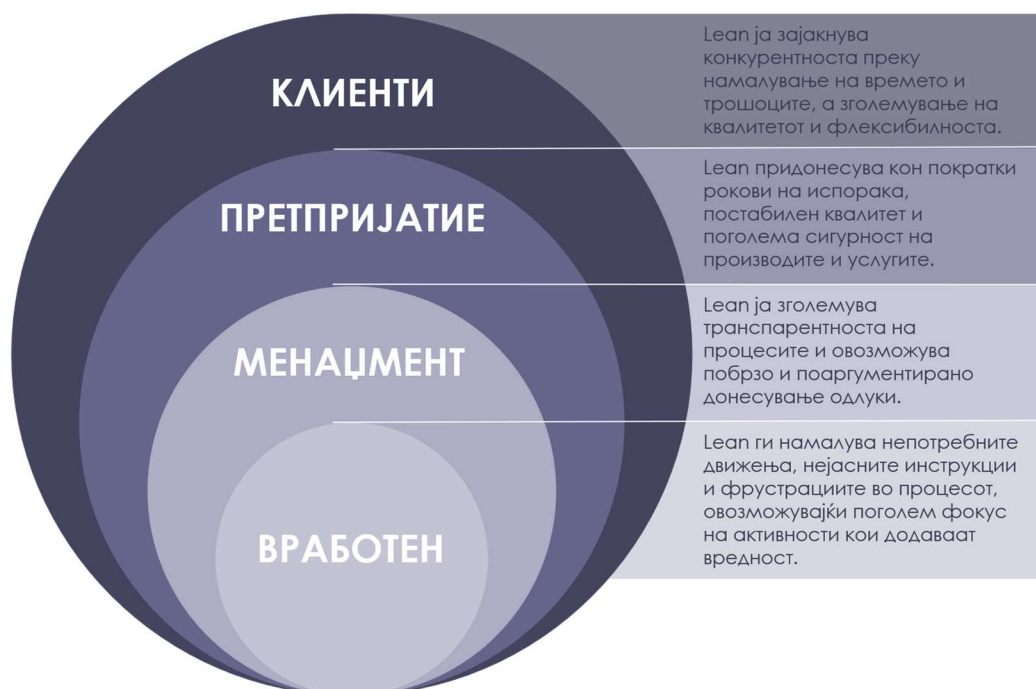 КЛИЕНТИ
Lean ја зајакнува
конкурентноста преку
намалување на времето и
трошоците, а зголемување на
квалитетот и флексибилноста.
ПРЕТПРИЈАТИЕ
Lean придонесува кон пократки
рокови на испорака,
постабилен квалитет и
поголема сигурност на
производите и услугите.
МЕНАЏМЕНТ
Lean ја зголемува
транспарентноста на
процесите и овозможува
побрзо и поаргументирано
донесување одлуки.
ВРАБОТЕН
Lean ги намалува непотребните
движења, нејасните инструкции
и фрустрациите во процесот,
овозможувајќи поголем фокус
на активности кои додаваат
вредност.